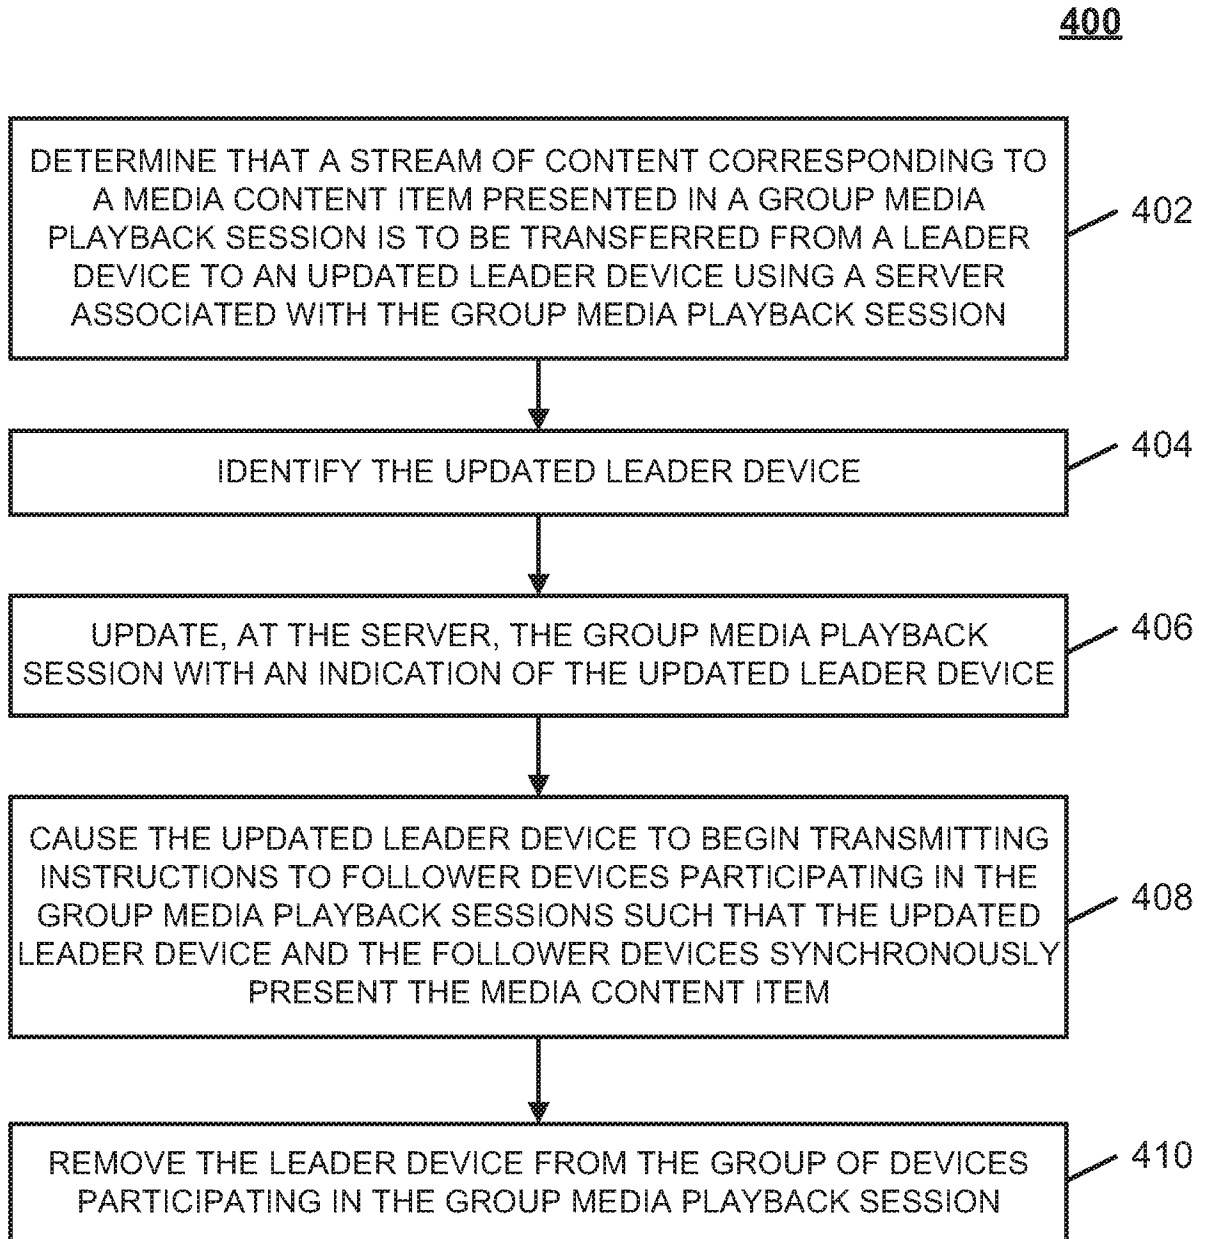 400
DETERMINE THAT A STREAM OF CONTENT CORRESPONDING TO
A MEDIA CONTENT ITEM PRESENTED IN A GROUP MEDIA
PLAYBACK SESSION IS TO BE TRANSFERRED FROM A LEADER
DEVICE TO AN UPDATED LEADER DEVICE USING A SERVER
ASSOCIATED WITH THE GROUP MEDIA PLAYBACK SESSION
402
IDENTIFY THE UPDATED LEADER DEVICE
404
UPDATE, AT THE SERVER, THE GROUP MEDIA PLAYBACK
SESSION WITH AN INDICATION OF THE UPDATED LEADER DEVICE
406
CAUSE THE UPDATED LEADER DEVICE TO BEGIN TRANSMITTING
INSTRUCTIONS TO FOLLOWER DEVICES PARTICIPATING IN THE
GROUP MEDIA PLAYBACK SESSIONS SUCH THAT THE UPDATED
LEADER DEVICE AND THE FOLLOWER DEVICES SYNCHRONOUSLY
PRESENT THE MEDIA CONTENT ITEM
408
REMOVE THE LEADER DEVICE FROM THE GROUP OF DEVICES
PARTICIPATING IN THE GROUP MEDIA PLAYBACK SESSION
410